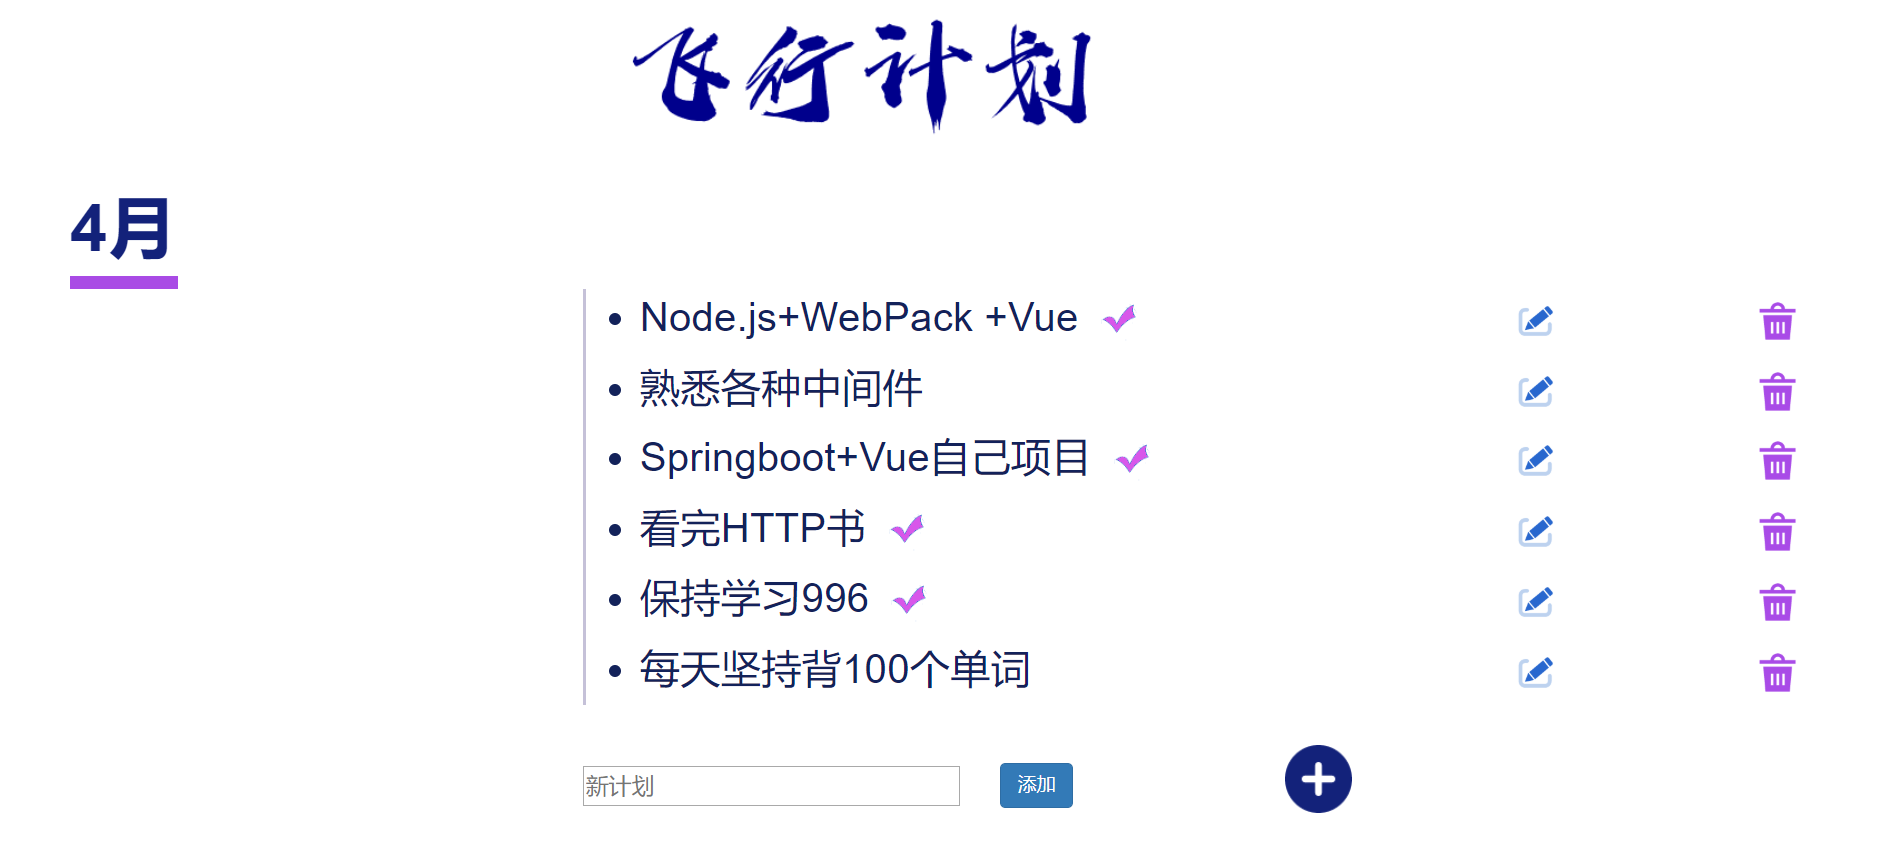 飞行计划
4月
Node.js+WebPack +Vue
熟悉各种中间件
Springboot+Vue自己项目
看完HTTP书
保持学习996
每天坚持背100个单词
新计划 添加